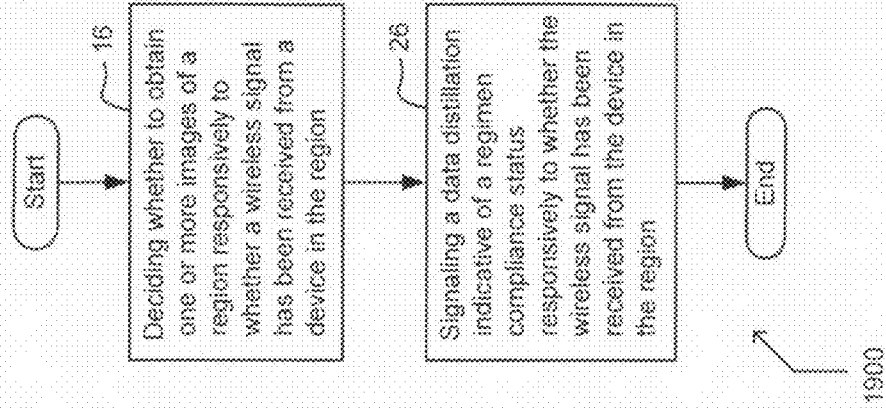 Start
16
Deciding whether to obtain
one or more images of a
region responsively to
whether a wireless signal
has been received from a
device in the region
26
Signaling a data distillation
indicative of a regimen
compliance status
responsively to whether the
wireless signal has been
received from the device in
the region
End
1900